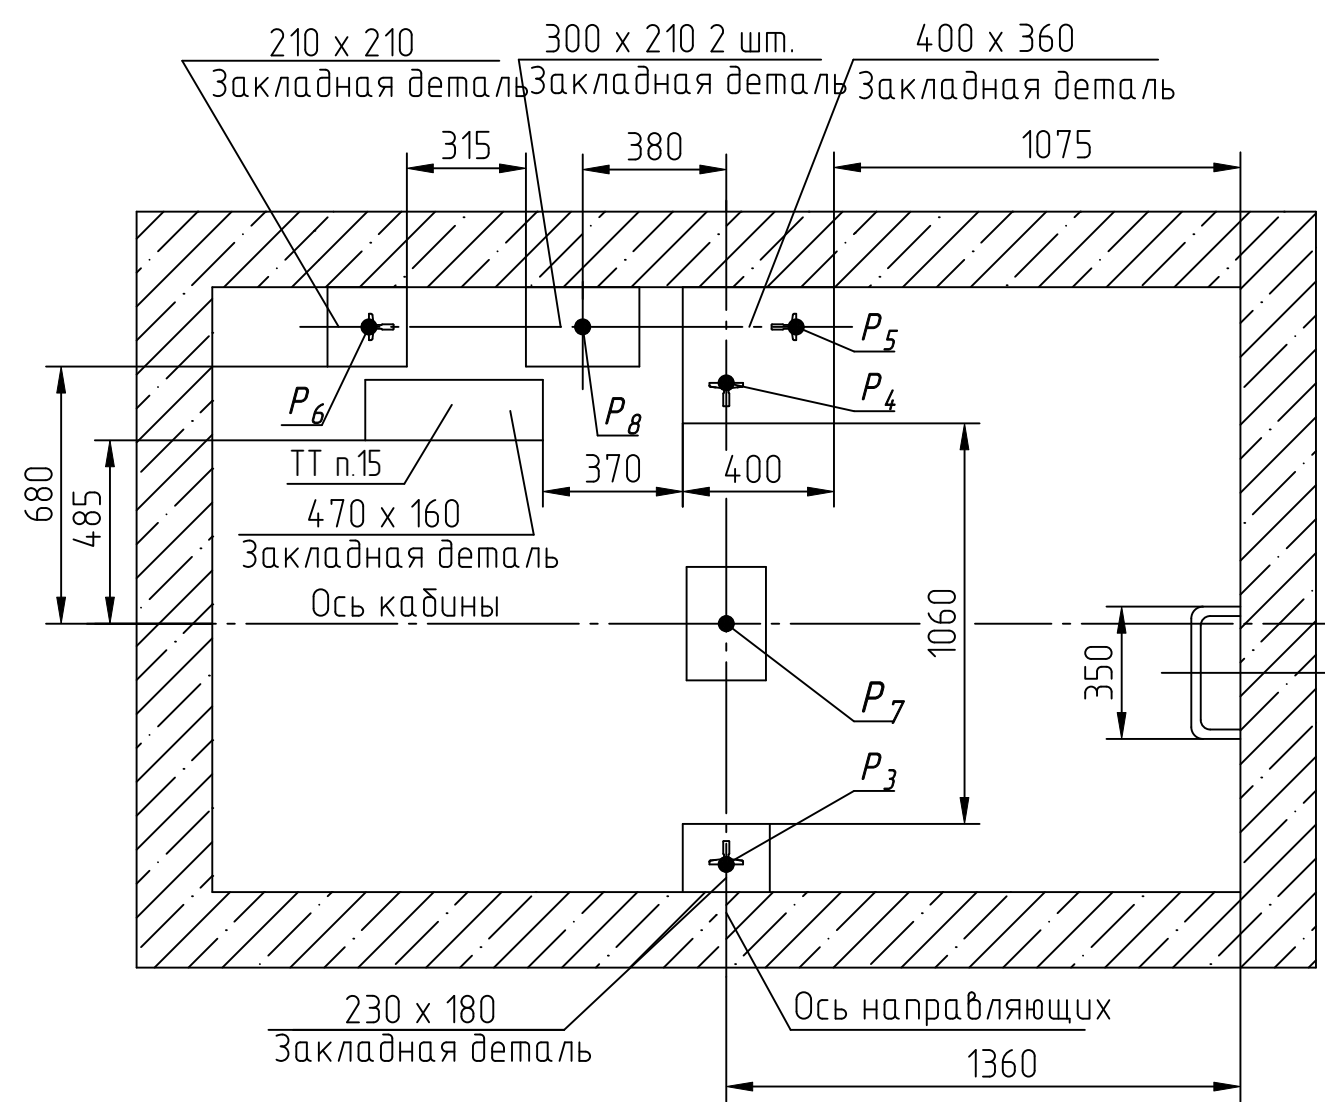 210 х 210
Закладная деталь
300 х 210 2 шт.
Закладная деталь
400 х 360
Закладная деталь
315
380
1075
P5
P4
P6
P8
ТТ п.15
370
400
680
485
470 х 160
Закладная деталь
Ось кабины
1060
350
P7
P3
230 х 180
Закладная деталь
Ось направляющих
1360